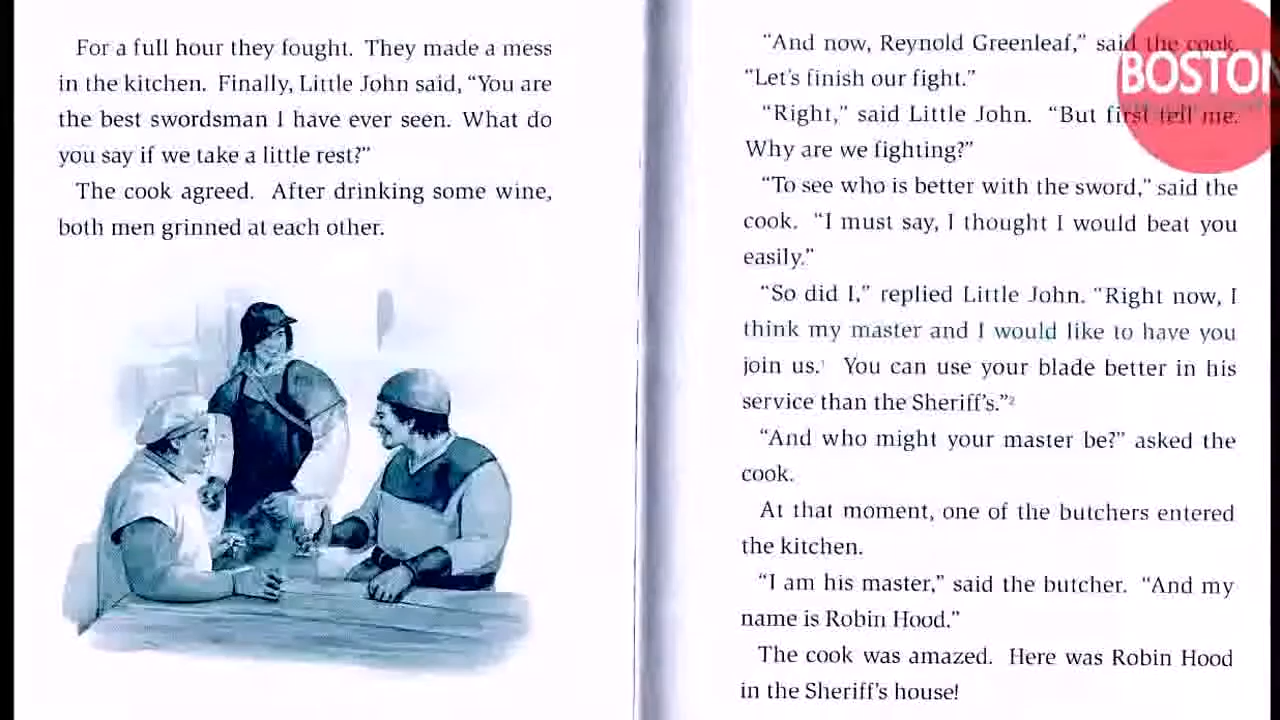 For a full hour they fought. They made a mess
in the kitchen. Finally, Little John said, “You are
the best swordsman I have ever seen. What do
you say if we take a little rest?”
The cook agreed. After drinking some wine,
both men grinned at each other.
“And now, Reynold Greenleaf,” said the cook.
“Let’s finish our fight.”
“Right,” said Little John. “But first tell me.
Why are we fighting?”
“To see who is better with the sword,” said the
cook. “I must say, I thought I would beat you
easily.”
“So did I,” replied Little John. “Right now, I
think my master and I would like to have you
join us.¹ You can use your blade better in his
service than the Sheriff’s.”²
“And who might your master be?” asked the
cook.
At that moment, one of the butchers entered
the kitchen.
“I am his master,” said the butcher. “And my
name is Robin Hood.”
The cook was amazed. Here was Robin Hood
in the Sheriff’s house!
BOSTON